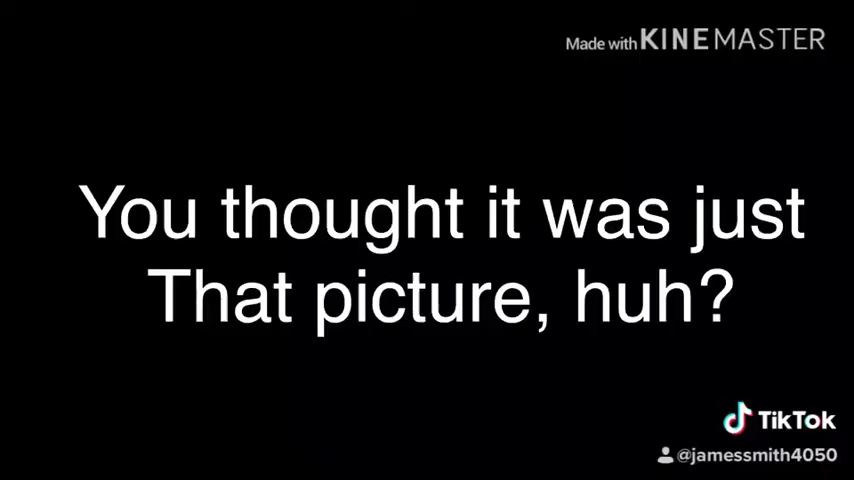 Made with KINEMASTER
You thought it was just
That picture, huh?
TikTok
@jamessmith4050